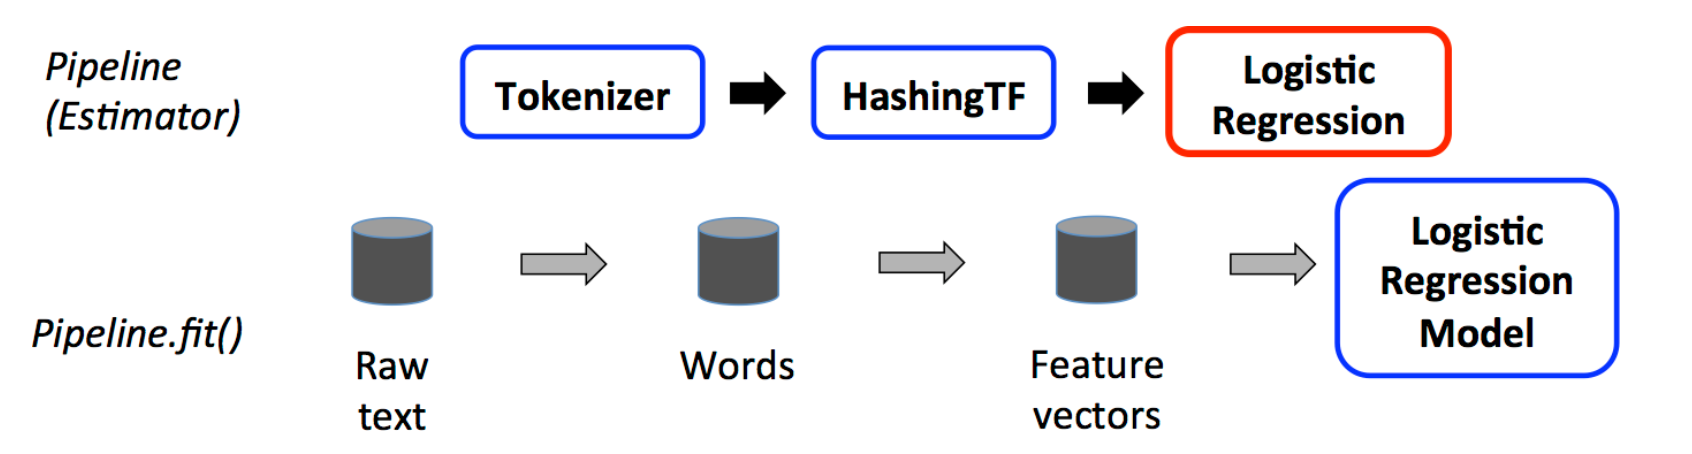 Pipeline
(Estimator)
Tokenizer
HashingTF
Logistic
Regression
Pipeline.fit()
Raw
text
Words
Feature
vectors
Logistic
Regression
Model